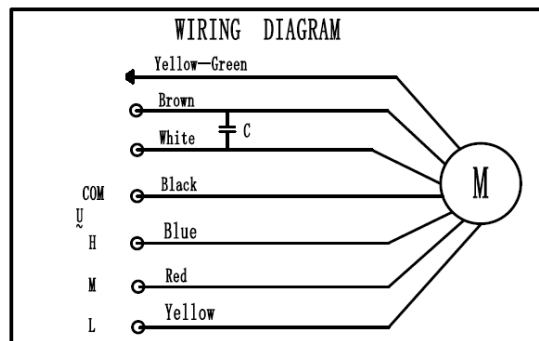 WIRING DIAGRAM
Yellow—Green
Brown
C
White
COM Black
U
~
H Blue
M
M Red
L Yellow